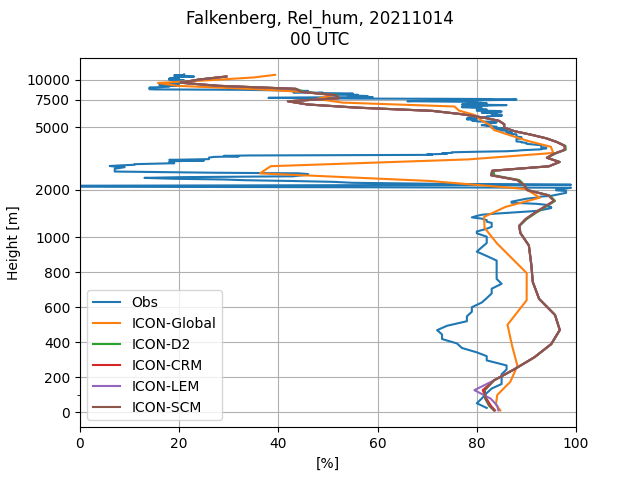 Falkenberg, Rel_hum, 20211014
00 UTC
10000
7500
5000
2000
1000
800
600
400
200
0
Height [m]
Obs
ICON-Global
ICON-D2
ICON-CRM
ICON-LEM
ICON-SCM
0 20 40 60 80 100
[%]